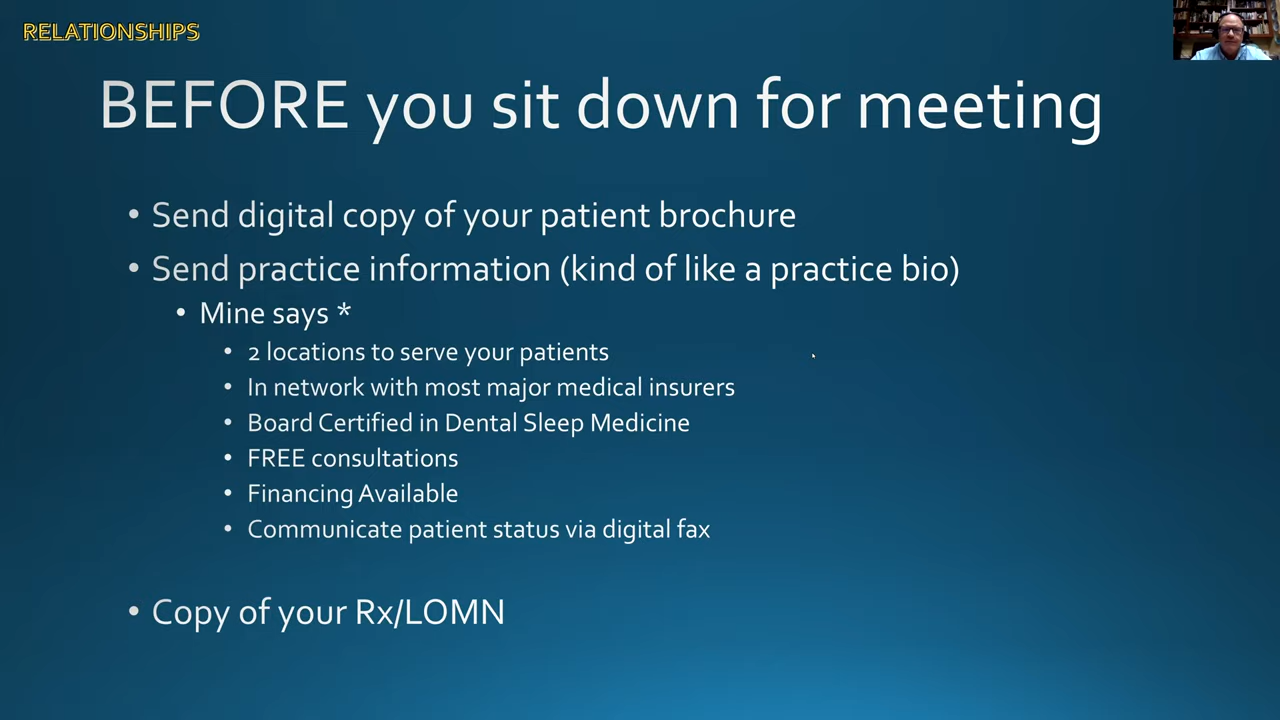 RELATIONSHIPS
BEFORE you sit down for meeting
• Send digital copy of your patient brochure
• Send practice information (kind of like a practice bio)
• Mine says *
• 2 locations to serve your patients
• In network with most major medical insurers
• Board Certified in Dental Sleep Medicine
• FREE consultations
• Financing Available
• Communicate patient status via digital fax
• Copy of your Rx/LOMN